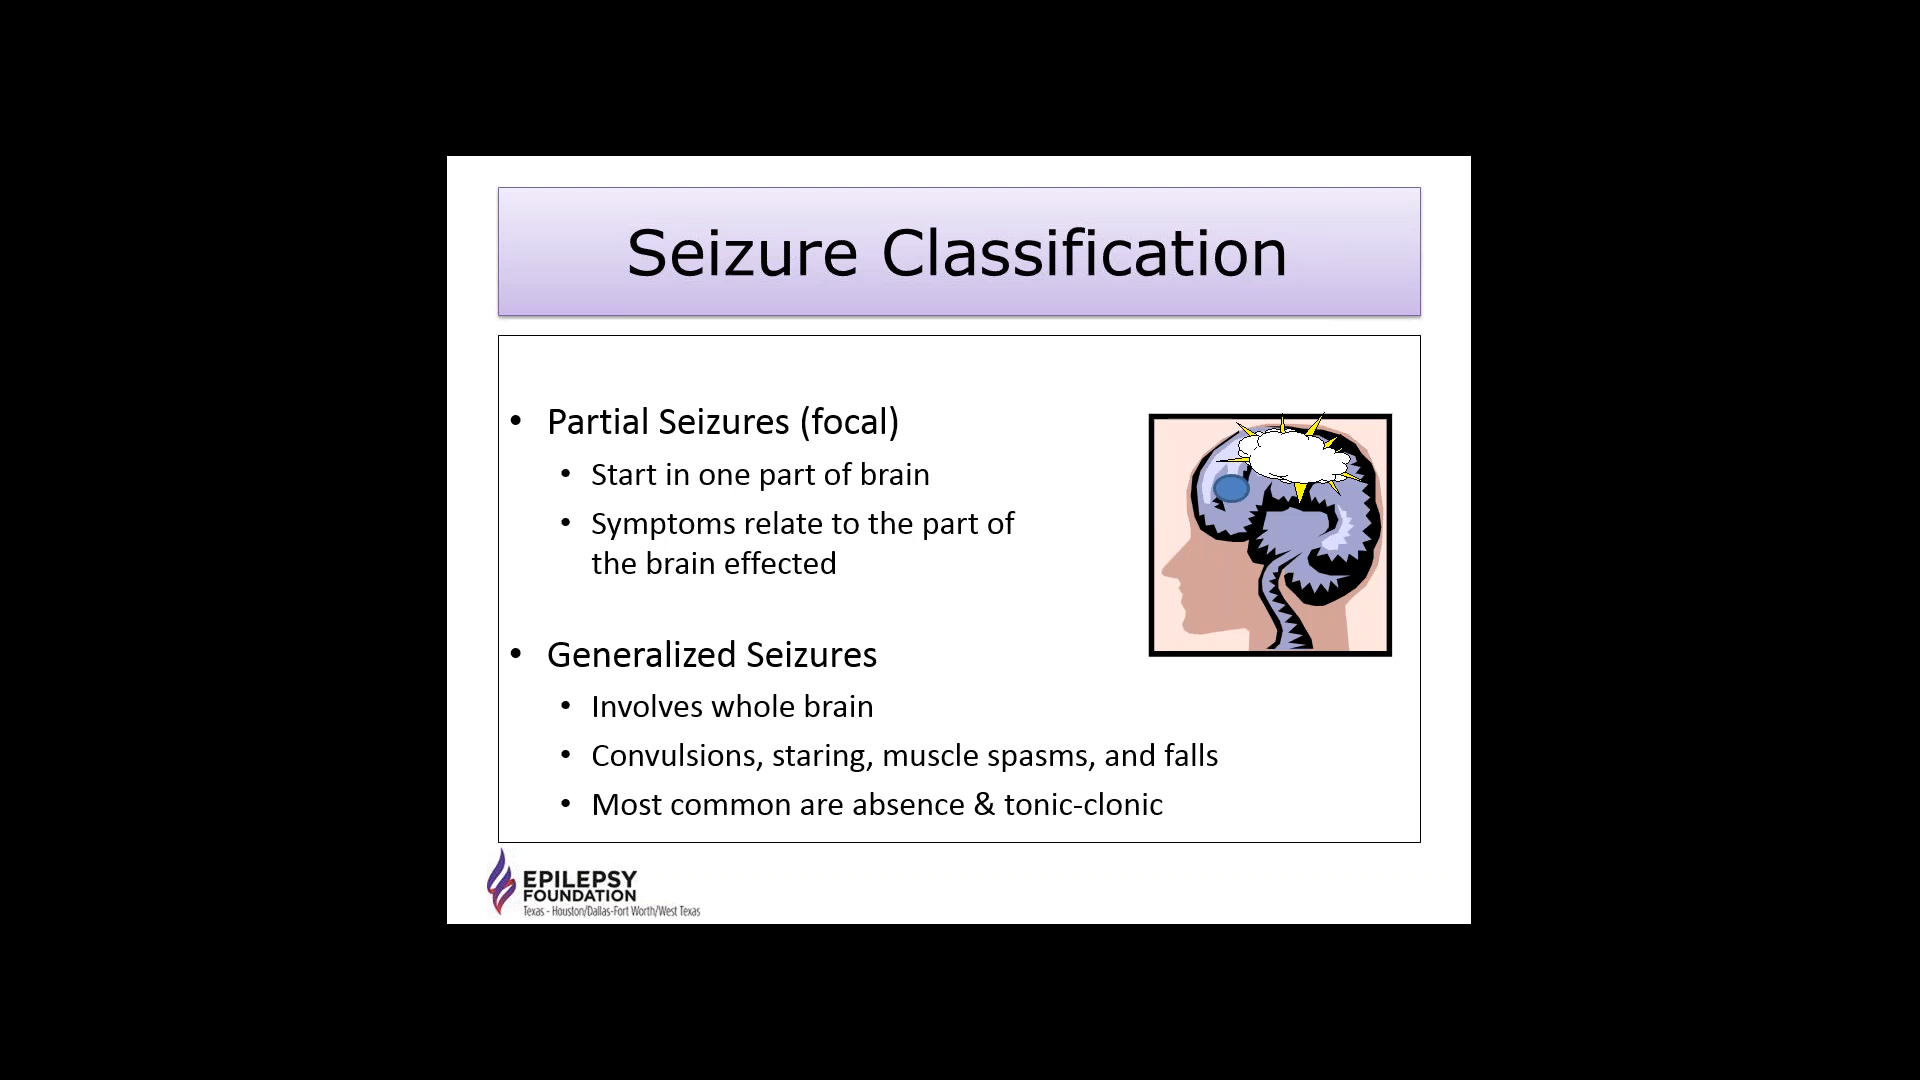 Seizure Classification
• Partial Seizures (focal)
• Start in one part of brain
• Symptoms relate to the part of
the brain effected
• Generalized Seizures
• Involves whole brain
• Convulsions, staring, muscle spasms, and falls
• Most common are absence & tonic-clonic
EPILEPSY
FOUNDATION
Texas - Houston/Dallas-Fort Worth/West Texas